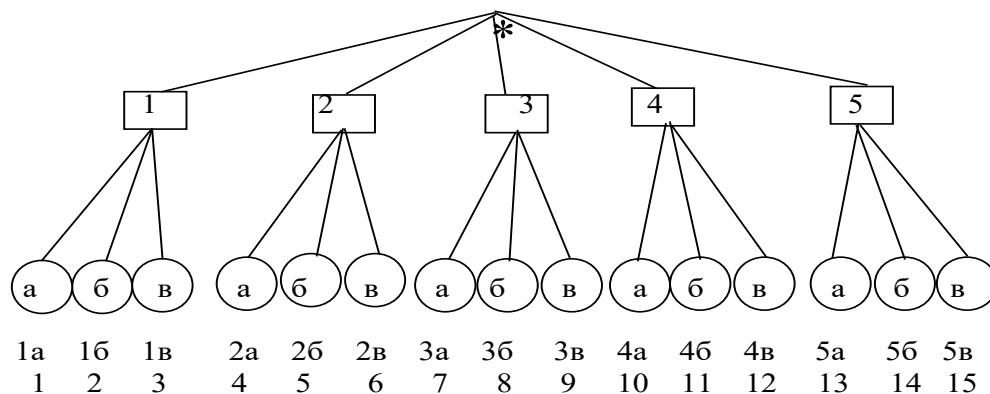 *
1 2 3 4 5
а б в а б в а б в а б в а б в
1а 1б 1в 2а 2б 2в 3а 3б 3в 4а 4б 4в 5а 5б 5в
1 2 3 4 5 6 7 8 9 10 11 12 13 14 15